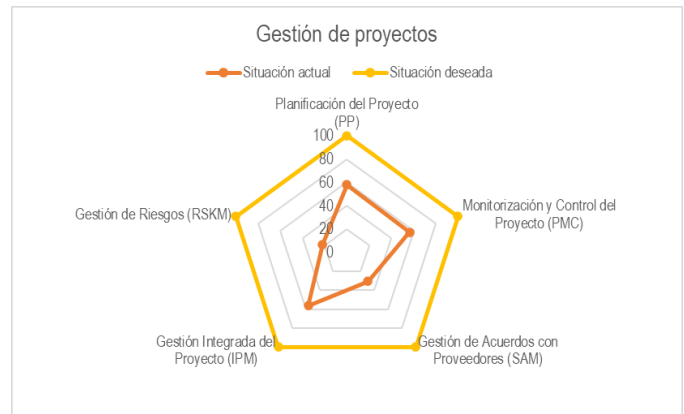 Gestión de proyectos
Situación actual
Situación deseada
Planificación del Proyecto
(PP)
100
80
60
40
20
0
Monitorización y Control del
Proyecto (PMC)
Gestión de Acuerdos con
Proveedores (SAM)
Gestión Integrada del
Proyecto (IPM)
Gestión de Riesgos (RSKM)